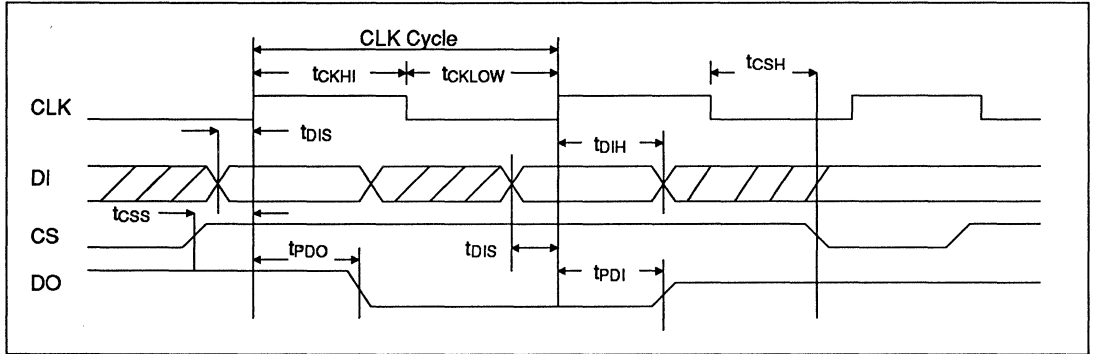 CLK Cycle
tCKHI
tCKLOW
tCSH
CLK
tDIS
tDIH
DI
tCSS
CS
tPDO
tDIS
tPDI
DO